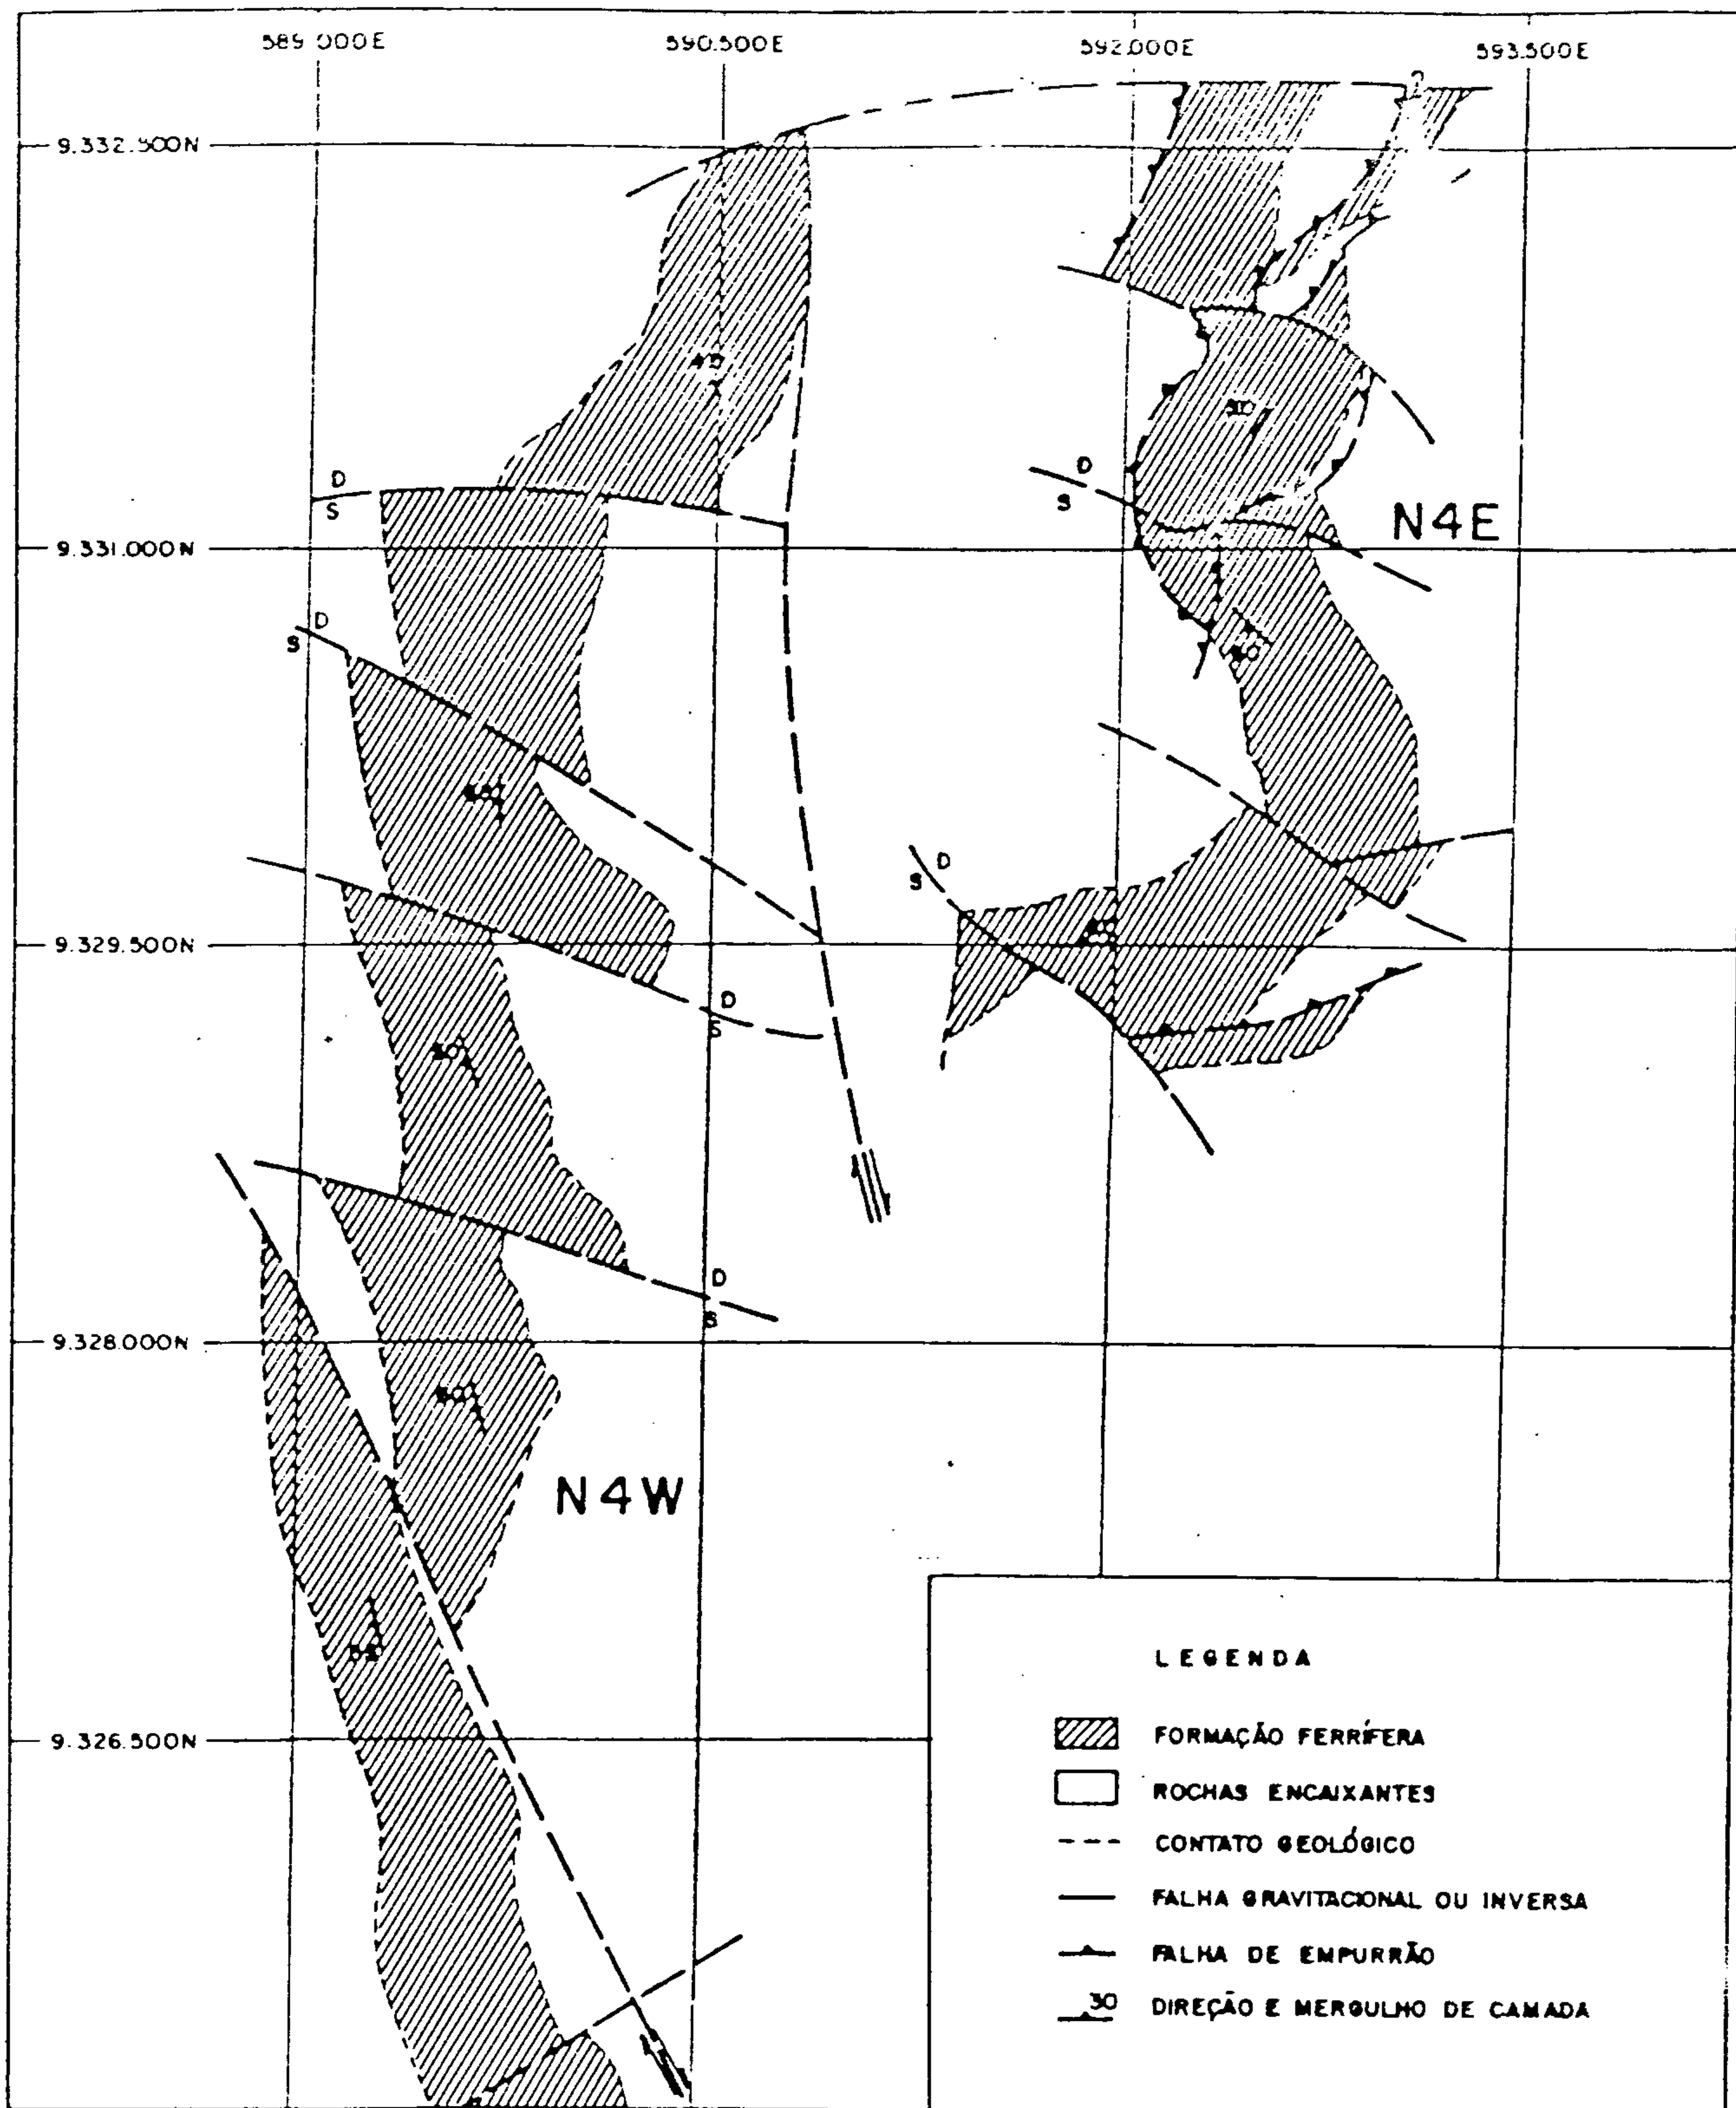 589.000E 590.500E 592.000E 593.500E
9.332.500N
D
S
D
S
N4E
9.331.000N
D
S
30
D
S
9.329.500N
D
S
D
S
9.328.000N
N4W
9.326.500N
LEGENDA
FORMAÇÃO FERRÍFERA
ROCHAS ENCAIXANTES
CONTATO GEOLÓGICO
FALHA GRAVITACIONAL OU INVERSA
FALHA DE EMPURRÃO
30 DIREÇÃO E MERGULHO DE CAMADA